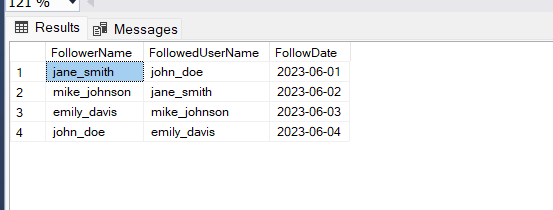 121 %
Results Messages
FollowerName FollowedUserName FollowDate
1 jane_smith john_doe 2023-06-01
2 mike_johnson jane_smith 2023-06-02
3 emily_davis mike_johnson 2023-06-03
4 john_doe emily_davis 2023-06-04